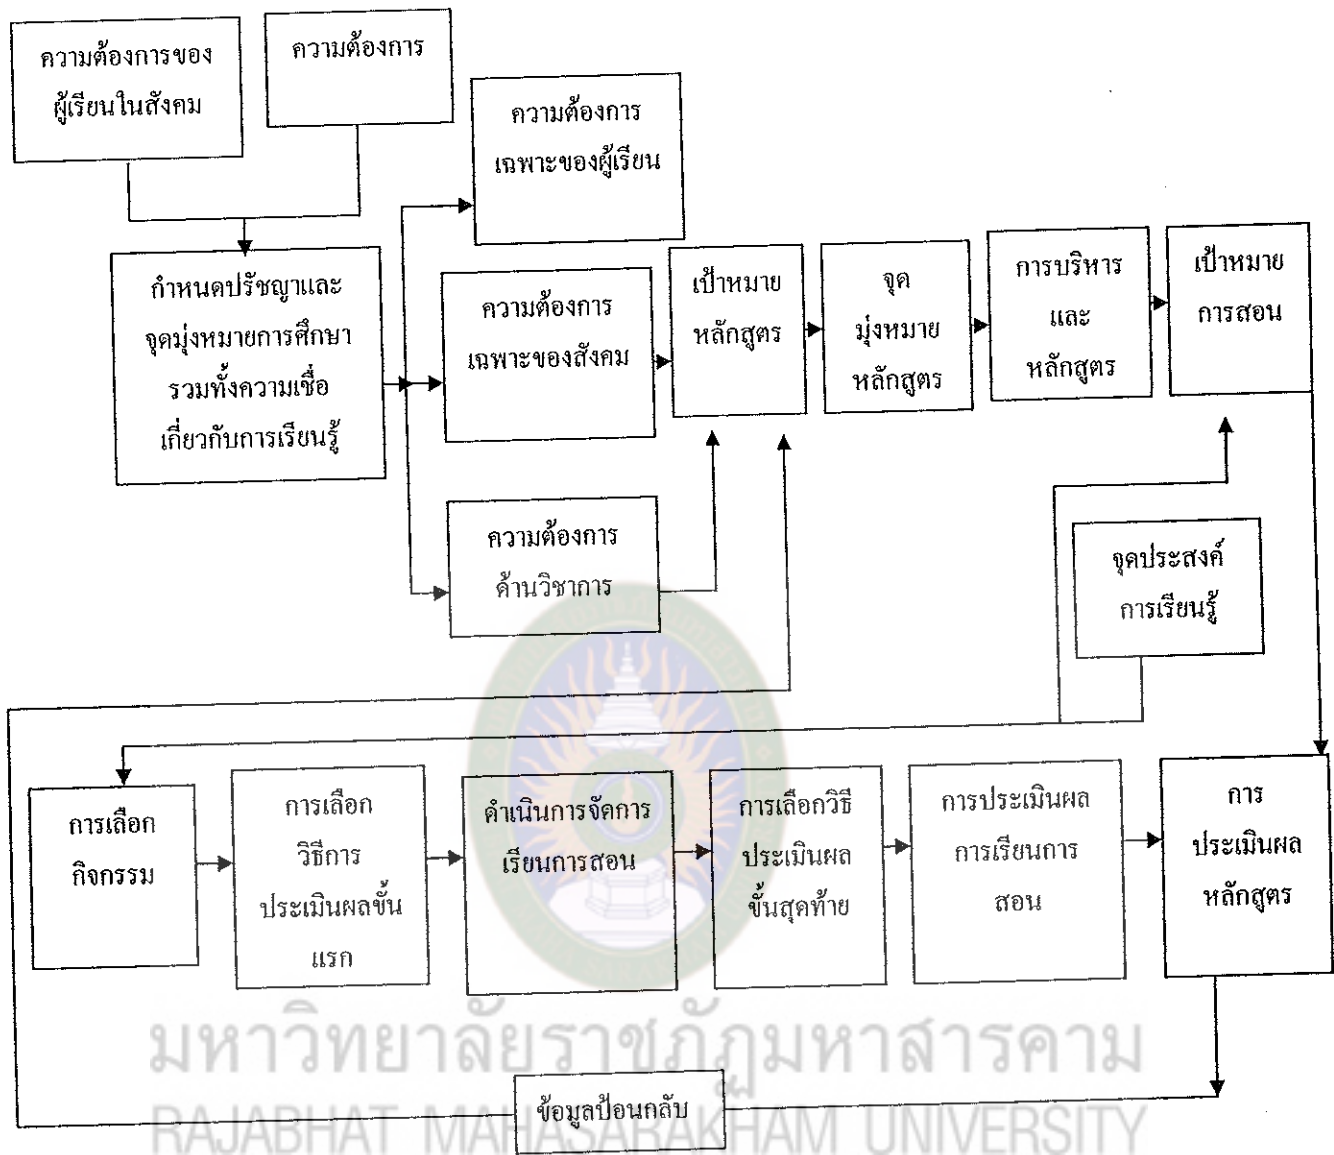 ความต้องการของ
ผู้เรียนในสังคม
ความต้องการ
ความต้องการ
เฉพาะของผู้เรียน
กำหนดปรัชญาและ
จุดมุ่งหมายการศึกษา
รวมทั้งความเชื่อ
เกี่ยวกับการเรียนรู้
ความต้องการ
เฉพาะของสังคม
เป้าหมาย
หลักสูตร
จุด
มุ่งหมาย
หลักสูตร
การบริหาร
และ
หลักสูตร
เป้าหมาย
การสอน
ความต้องการ
ด้านวิชาการ
จุดประสงค์
การเรียนรู้
การเลือก
กิจกรรม
การเลือก
วิธีการ
ประเมินผลขั้น
แรก
ดำเนินการจัดการ
เรียนการสอน
การเลือกวิธี
ประเมินผล
ขั้นสุดท้าย
การประเมินผล
การเรียนการ
สอน
การ
ประเมินผล
หลักสูตร
มหาวิทยาลัยราชภัฏมหาสารคาม
ข้อมูลป้อนกลับ
RAJABHAT MAHASARAKHAM UNIVERSITY